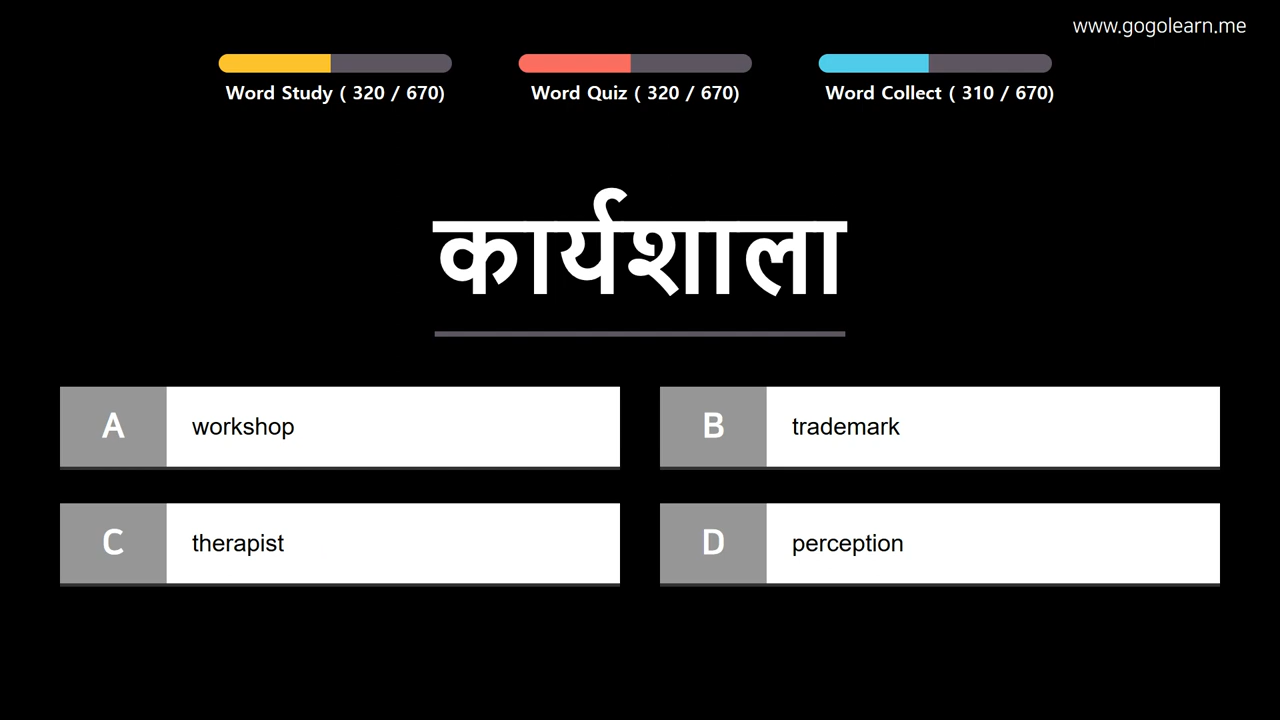 www.gogolearn.me
Word Study ( 320 / 670)
Word Quiz ( 320 / 670)
Word Collect ( 310 / 670)
कार्यशाला
A workshop
B trademark
C therapist
D perception